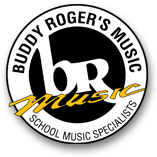 BUDDY ROGER'S MUSIC
bR
Music
SCHOOL MUSIC SPECIALISTS